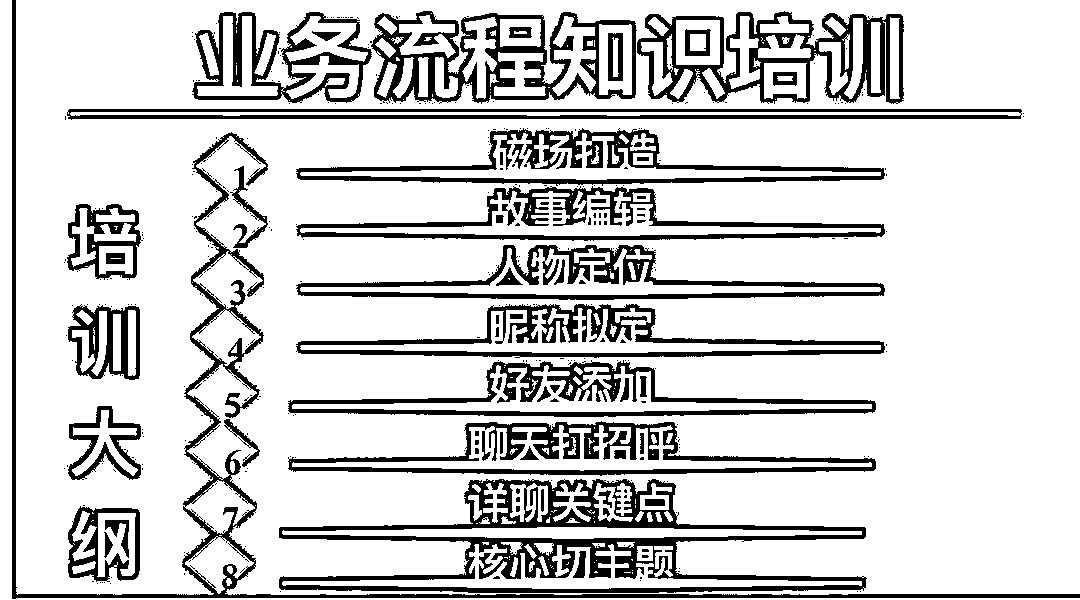 业务流程知识培训
培训大纲
1 磁场打造
2 故事编辑
3 人物定位
4 昵称拟定
5 好友添加
6 聊天打招呼
7 详聊关键点
8 核心切主题